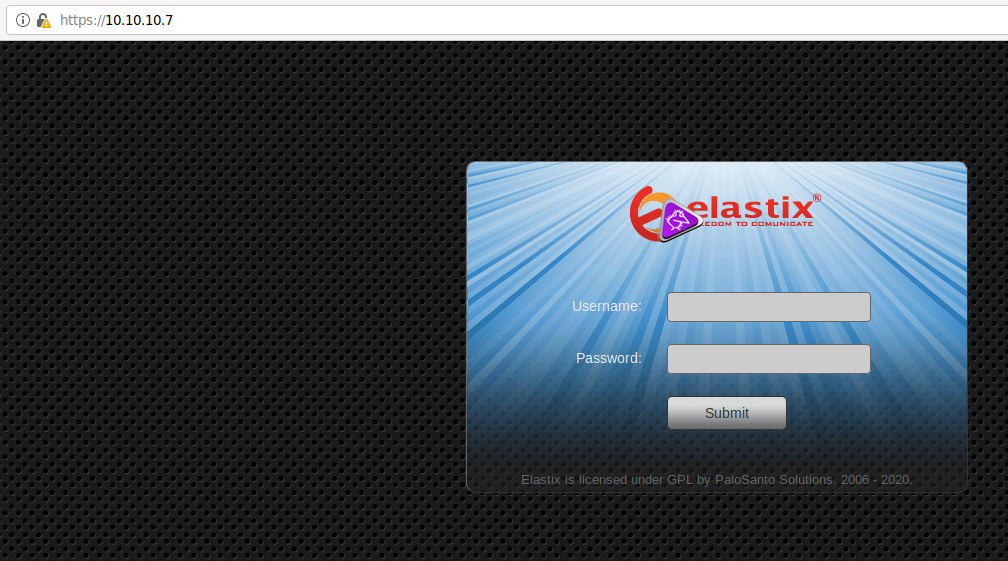 https://10.10.10.7
elastix®
EDOM TO COMUNICATE
Username:
Password:
Submit
Elastix is licensed under GPL by PaloSanto Solutions. 2006 - 2020.